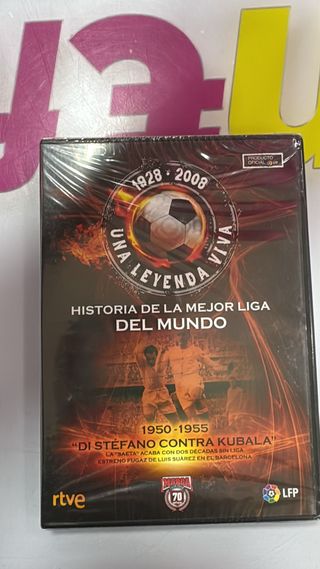 PRODUCTO
OFICIAL
1928 - 2008
UNA LEYENDA VIVA
HISTORIA DE LA MEJOR LIGA
DEL MUNDO
1950 - 1955
"DI STÉFANO CONTRA KUBALA"
LA "SAETA" ACABA CON DOS DÉCADAS SIN LIGA
ESTRENO FUGAZ DE LUIS SUÁREZ EN EL BARCELONA
rtve
MARCA
70
LFP